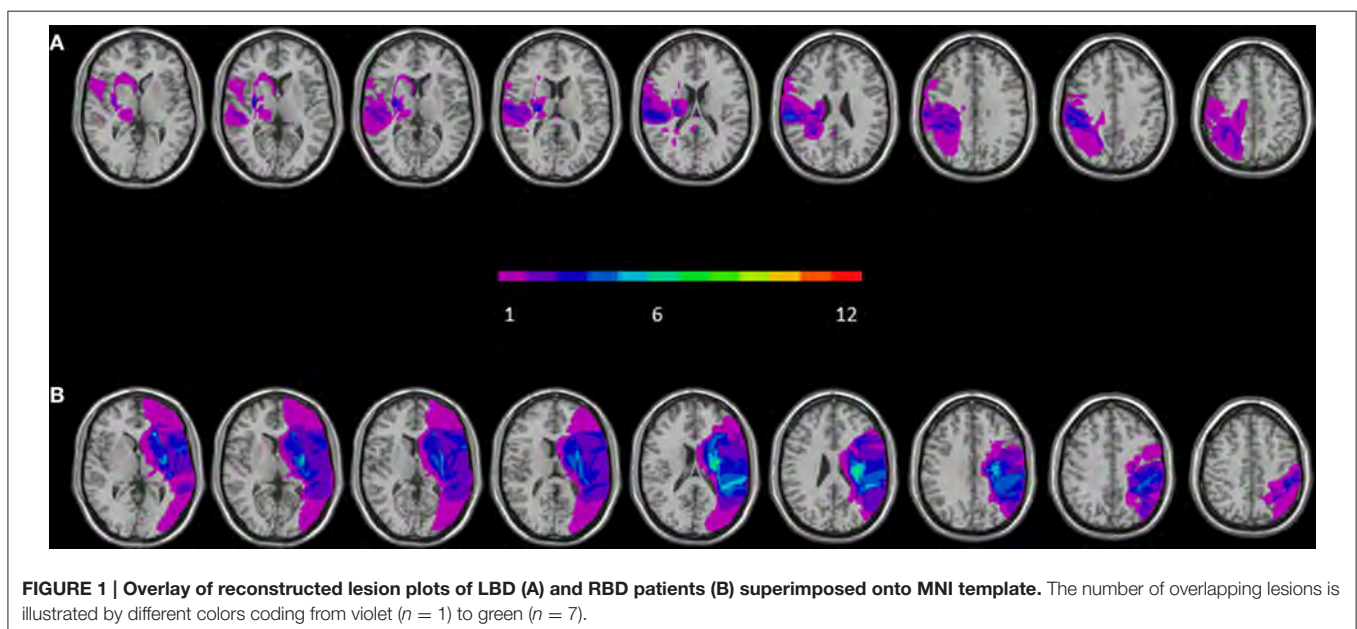 A
1 6 12
B
FIGURE 1 | Overlay of reconstructed lesion plots of LBD (A) and RBD patients (B) superimposed onto MNI template. The number of overlapping lesions is
illustrated by different colors coding from violet (n = 1) to green (n = 7).